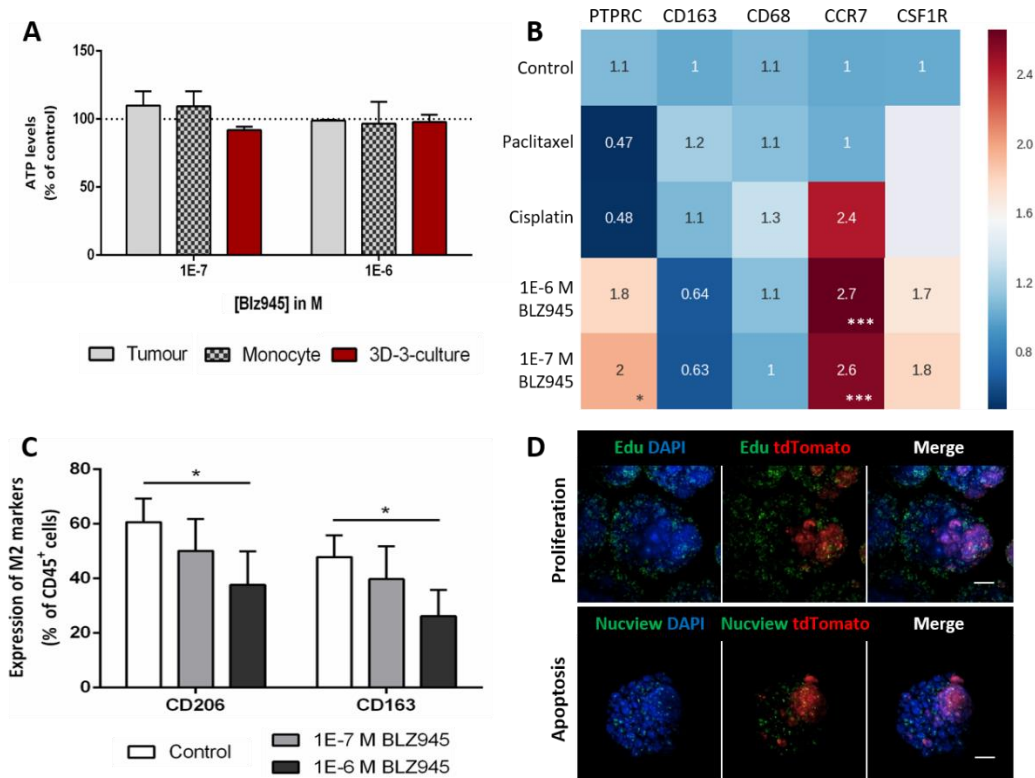 A
150
100
50
0
ATP levels
(% of control)
1E-7 1E-6
[Blz945] in M
Tumour Monocyte 3D-3-culture
B
PTPRC CD163 CD68 CCR7 CSF1R
Control 1.1 1 1.1 1 1
Paclitaxel 0.47 1.2 1.1 1
Cisplatin 0.48 1.1 1.3 2.4
1E-6 M
BLZ945
1.8 0.64 1.1 2.7 1.7
***
1E-7 M
BLZ945
2 0.63 1 2.6 1.8
* ***
2.4
2.0
1.6
1.2
0.8
C
80
60
40
20
0
Expression of M2 markers
(% of CD45+ cells)
* *
CD206 CD163
Control
1E-7 M BLZ945
1E-6 M BLZ945
D
Edu DAPI Edu tdTomato Merge
Proliferation
Nucview DAPI Nucview tdTomato Merge
Apoptosis